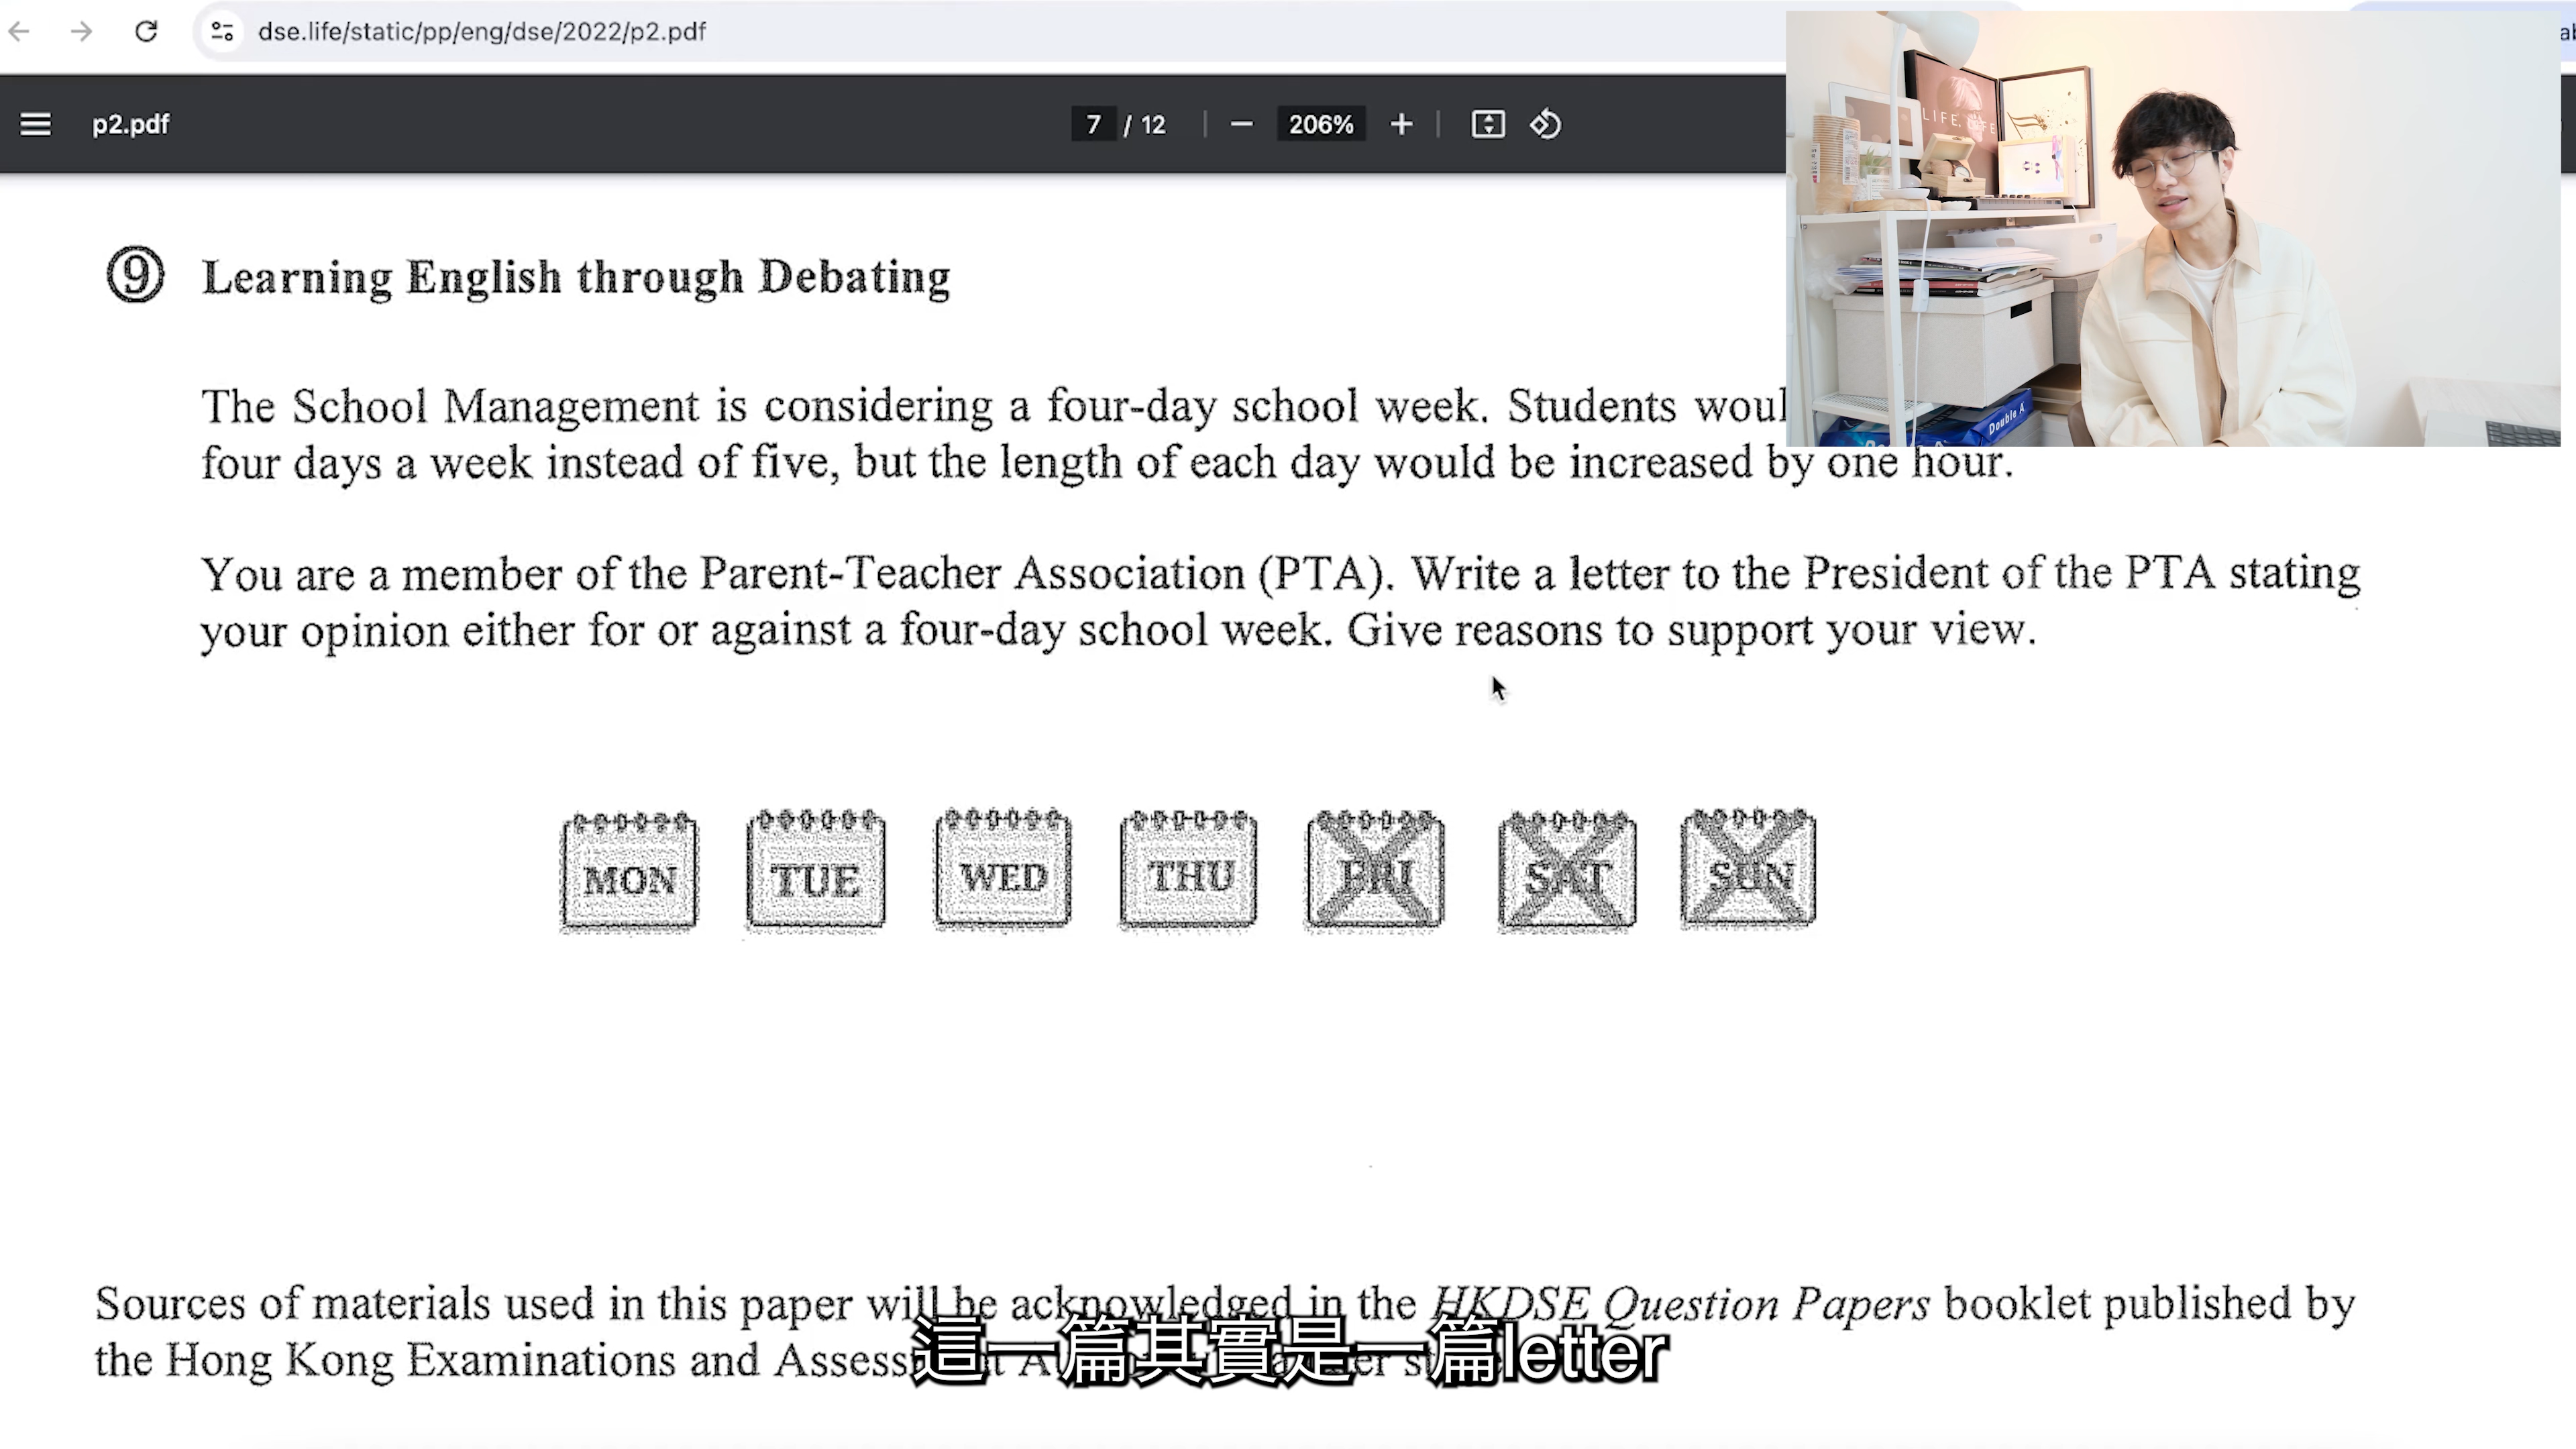 dse.life/static/pp/eng/dse/2022/p2.pdf
p2.pdf
7 / 12
206%
LIFE, LIFE
Double A
⑨ Learning English through Debating
The School Management is considering a four-day school week. Students
four days a week instead of five, but the length of each day would be increased by one hour.
You are a member of the Parent-Teacher Association (PTA). Write a letter to the President of the PTA stating
your opinion either for or against a four-day school week. Give reasons to support your view.
MON TUE WED THU FRI SAT SUN
Sources of materials used in this paper will be acknowledged in the HKDSE Question Papers booklet published by
the Hong Kong Examinations and
這一篇其實是一篇letter